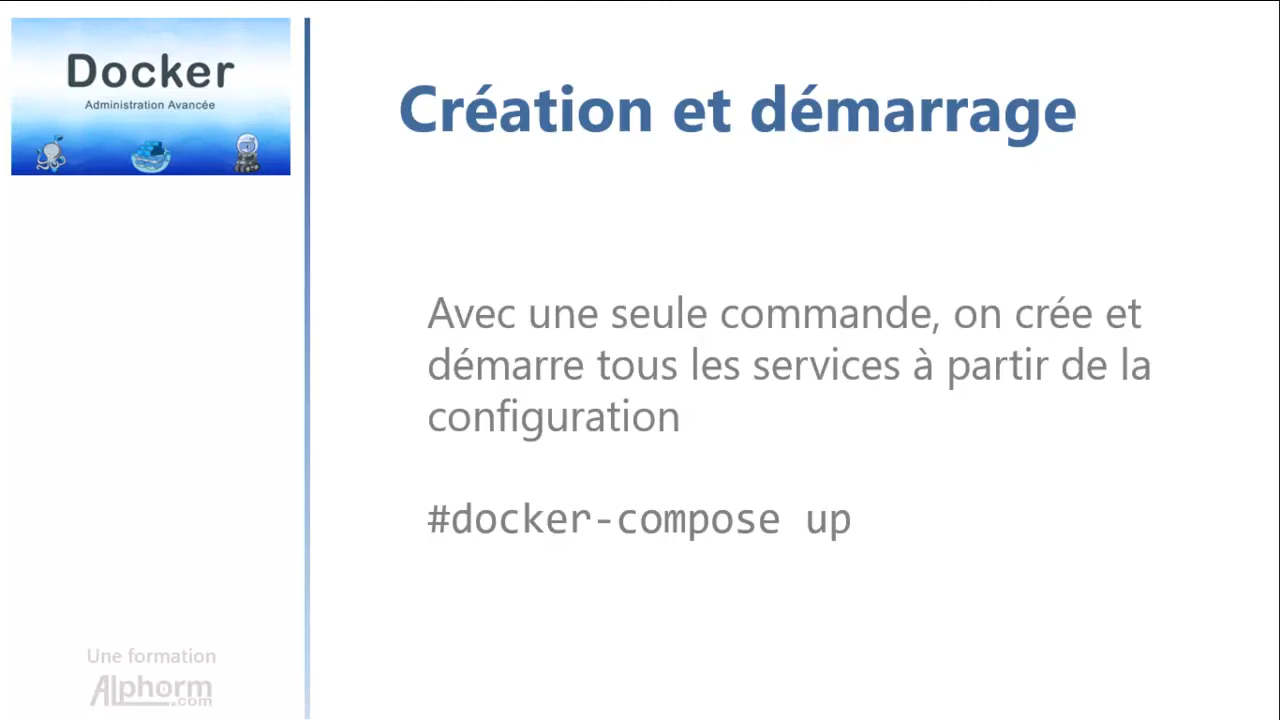 Docker
Administration Avancée
Création et démarrage
Avec une seule commande, on crée et
démarre tous les services à partir de la
configuration
#docker-compose up
Une formation
Alphorm
.com